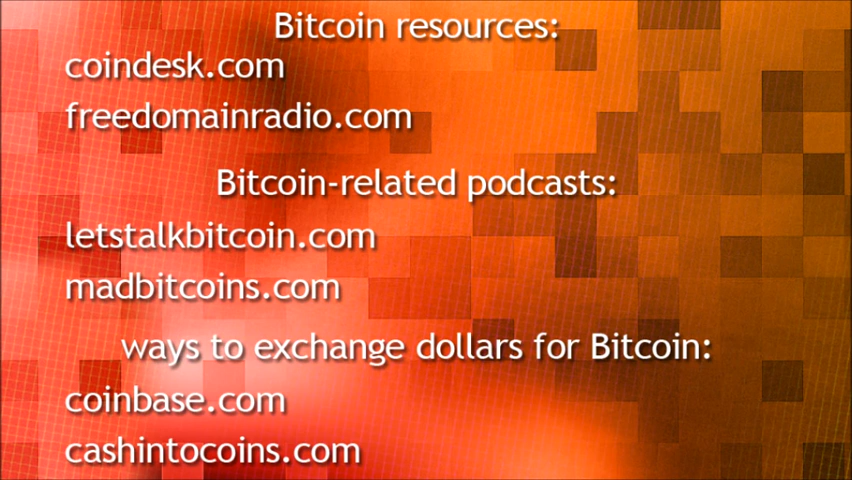 Bitcoin resources:
coindesk.com
freedomainradio.com
Bitcoin-related podcasts:
letstalkbitcoin.com
madbitcoins.com
ways to exchange dollars for Bitcoin:
coinbase.com
cashintocoins.com